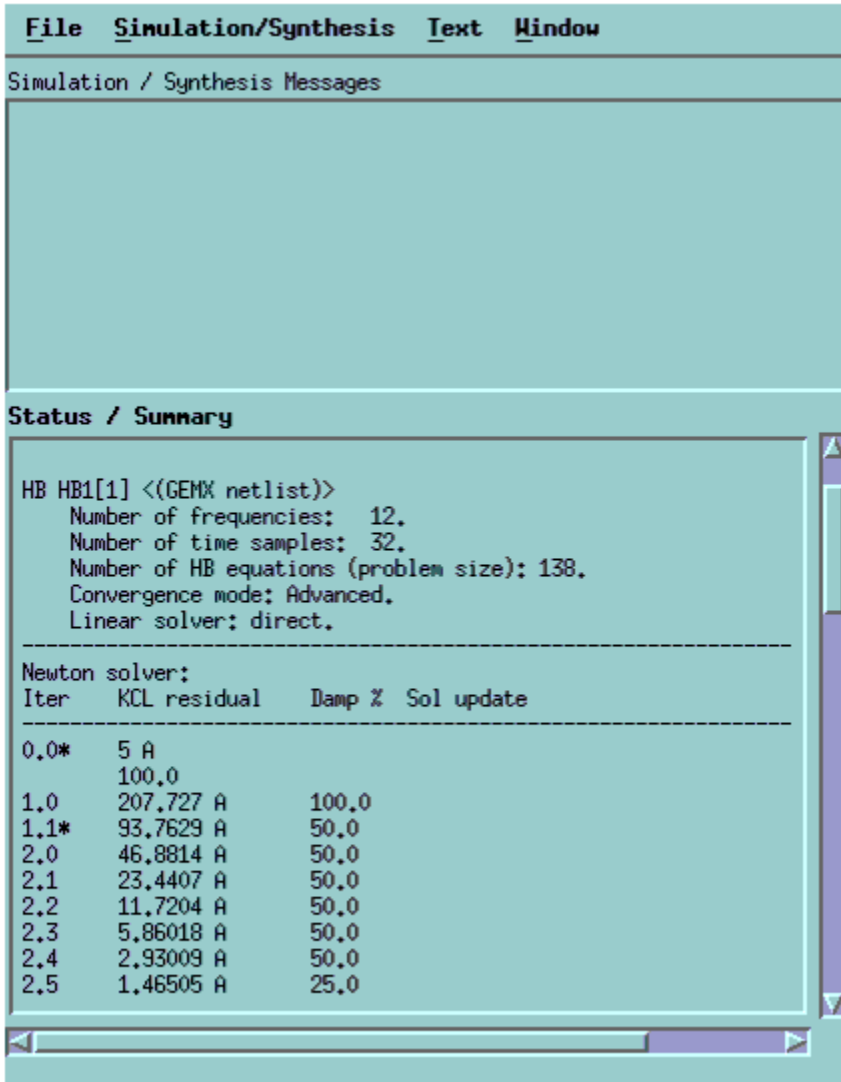 File Simulation/Synthesis Text Window
Simulation / Synthesis Messages
Status / Summary
HB HB1[1] <(GEMX netlist)>
Number of frequencies: 12.
Number of time samples: 32.
Number of HB equations (problem size): 138.
Convergence mode: Advanced.
Linear solver: direct.
--------------------------------------------------------------------------------
Newton solver:
Iter KCL residual Damp % Sol update
--------------------------------------------------------------------------------
0.0* 5 A
100.0
1.0 207.727 A 100.0
1.1* 93.7629 A 50.0
2.0 46.8814 A 50.0
2.1 23.4407 A 50.0
2.2 11.7204 A 50.0
2.3 5.86018 A 50.0
2.4 2.93009 A 50.0
2.5 1.46505 A 25.0